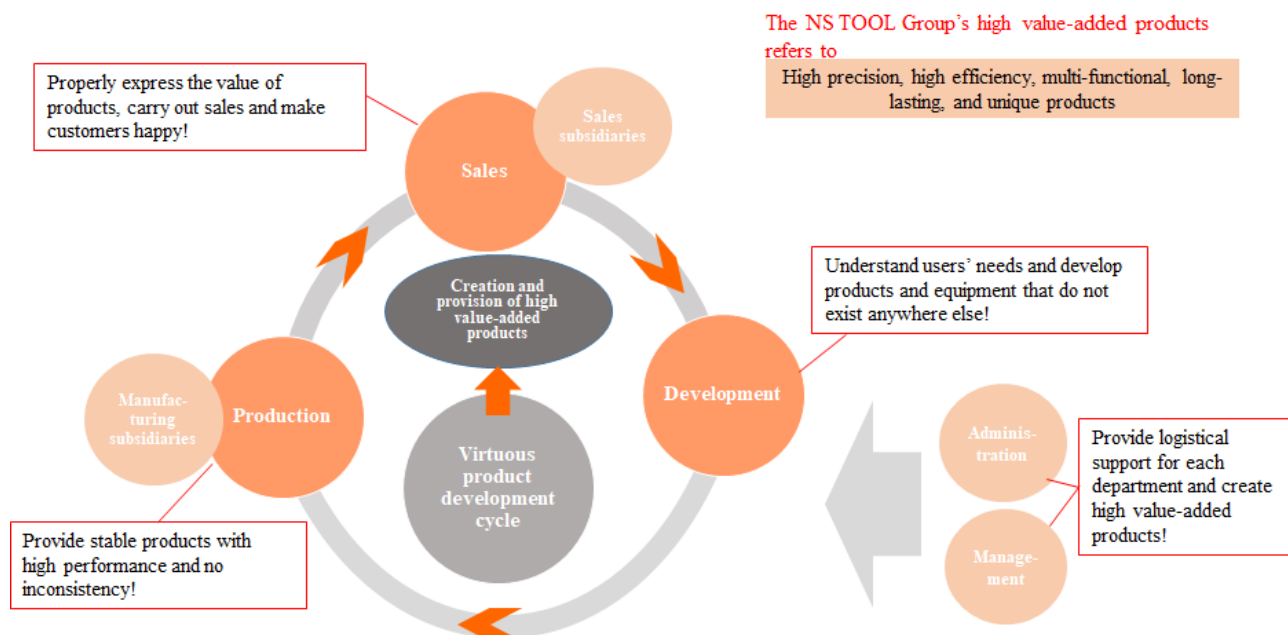 The NS TOOL Group's high value-added products
refers to
High precision, high efficiency, multi-functional, long-
lasting, and unique products
Properly express the value of
products, carry out sales and make
customers happy!
Sales
subsidiaries
Sales
Creation and
provision of high
value-added
products
Understand users' needs and develop
products and equipment that do not
exist anywhere else!
Manufac-
turing
subsidiaries
Production
Development
Virtuous
product
development
cycle
Adminis-
tration
Manage-
ment
Provide logistical
support for each
department and create
high value-added
products!
Provide stable products with
high performance and no
inconsistency!